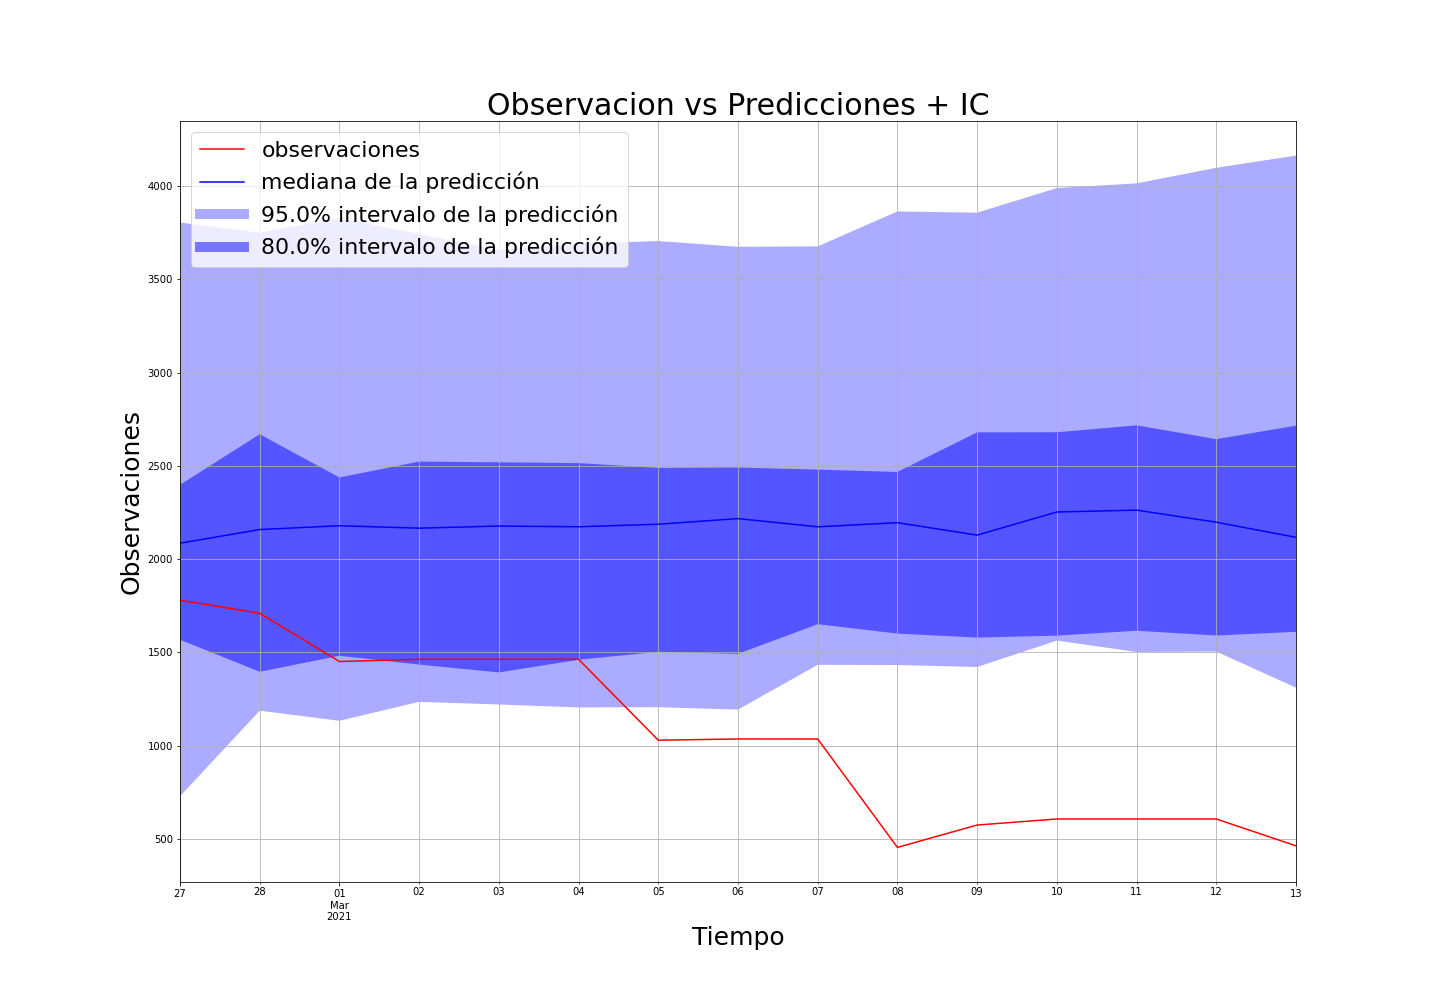 Observacion vs Predicciones + IC
observaciones
mediana de la predicción
95.0% intervalo de la predicción
80.0% intervalo de la predicción
4000
3500
3000
2500
2000
1500
1000
500
Observaciones
27 28 01 02 03 04 05 06 07 08 09 10 11 12 13
Mar
2021
Tiempo